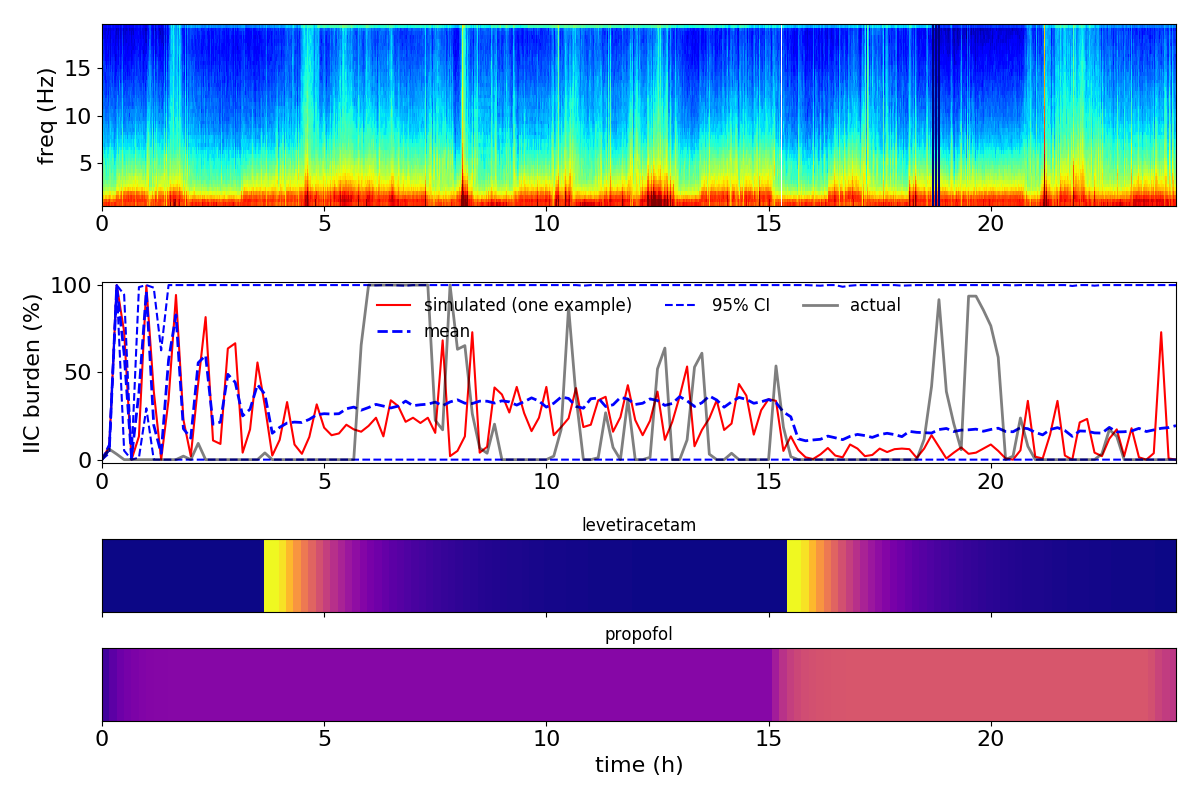 freq (Hz)
15
10
5
0 5 10 15 20
IIC burden (%)
100
50
0
simulated (one example) 95% CI actual
mean
0 5 10 15 20
levetiracetam
propofol
0 5 10 15 20
time (h)